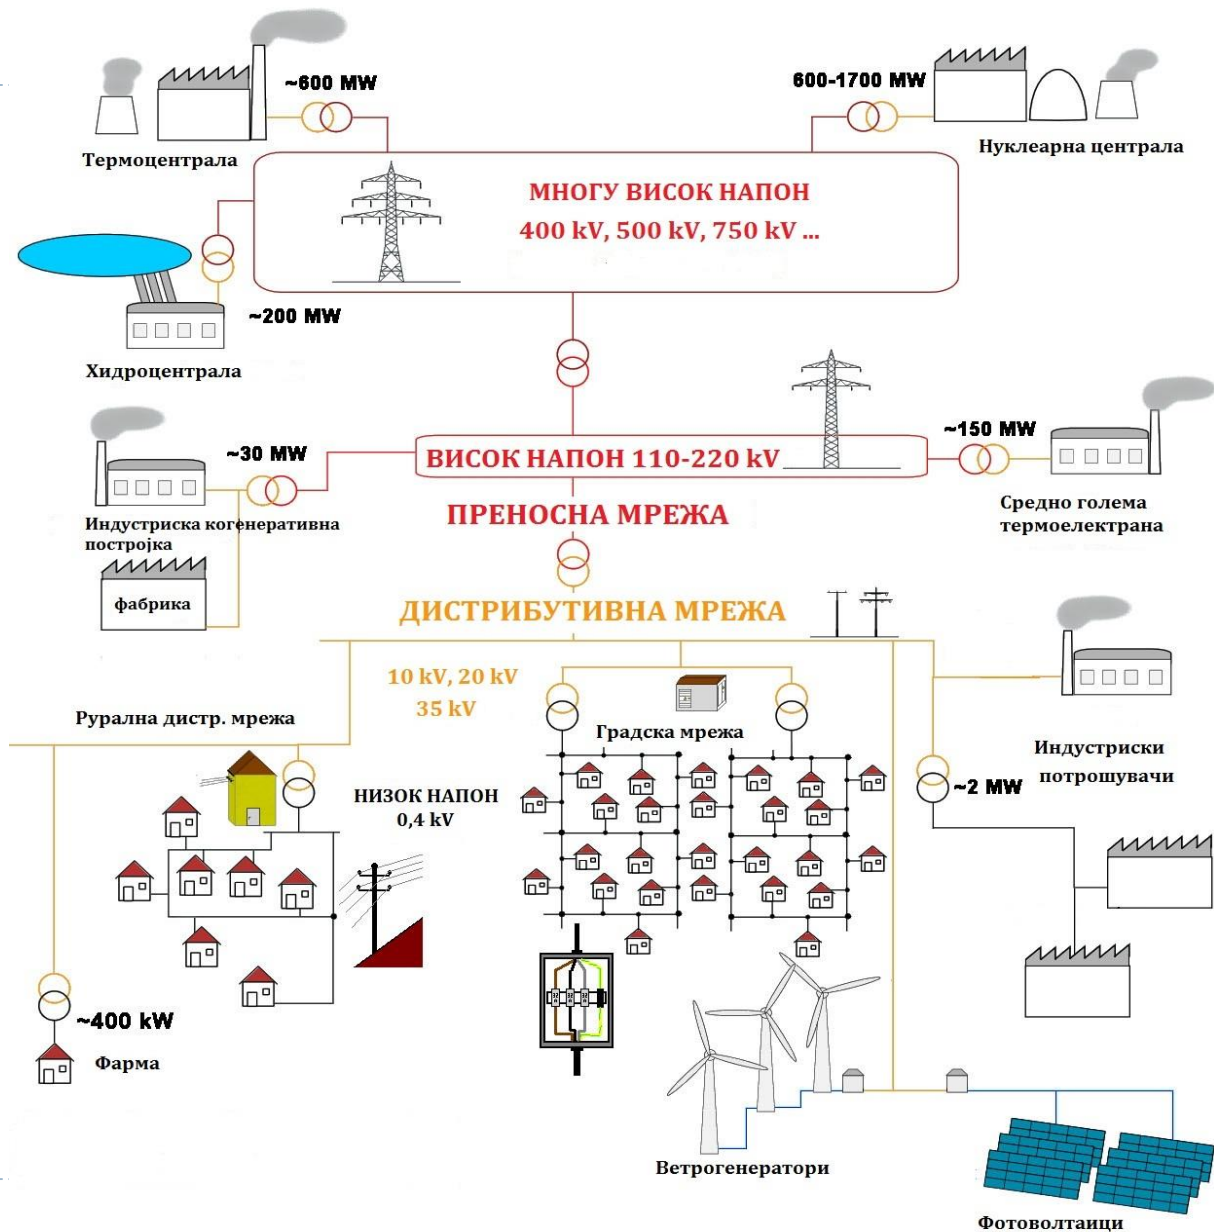 ~600 MW
600-1700 MW
Термоцентрала
Нуклеарна централа
МНОГУ ВИСОК НАПОН
400 kV, 500 kV, 750 kV ...
~200 MW
Хидроцентрала
~30 MW
ВИСОК НАПОН 110-220 kV
~150 MW
Индустриска когенеративна
постројка
ПРЕНОСНА МРЕЖА
Средно голема
термоелектрана
фабрика
ДИСТРИБУТИВНА МРЕЖА
10 kV, 20 kV
35 kV
Рурална дистр. мрежа
Градска мрежа
Индустриски
потрошувачи
НИЗОК НАПОН
0,4 kV
~2 MW
~400 kW
Фарма
Ветрогенератори
Фотоволтаици